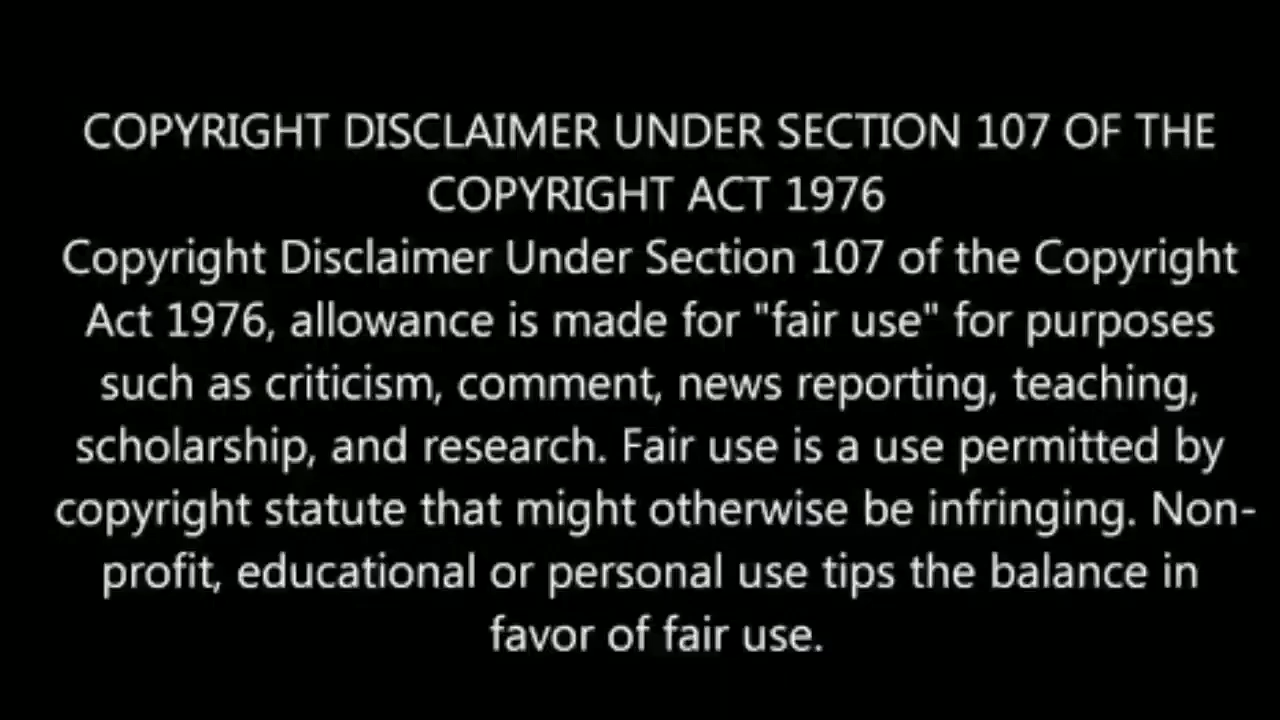 COPYRIGHT DISCLAIMER UNDER SECTION 107 OF THE
COPYRIGHT ACT 1976
Copyright Disclaimer Under Section 107 of the Copyright
Act 1976, allowance is made for "fair use" for purposes
such as criticism, comment, news reporting, teaching,
scholarship, and research. Fair use is a use permitted by
copyright statute that might otherwise be infringing. Non-
profit, educational or personal use tips the balance in
favor of fair use.